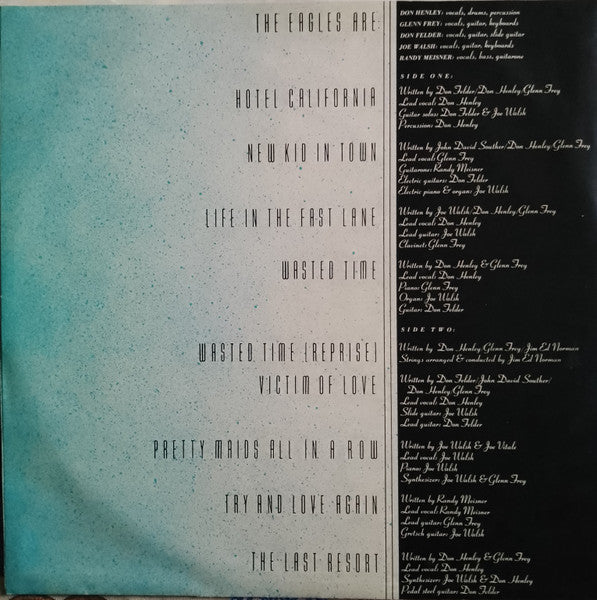 THE EAGLES ARE:
DON HENLEY: vocals, drums, percussion
GLENN FREY: vocals, guitar, keyboards
DON FELDER: vocals, guitar, slide guitar
JOE WALSH: vocals, guitar, keyboards
RANDY MEISNER: vocals, bass, guitarone
SIDE ONE:
HOTEL CALIFORNIA
Written by Don Felder/Don Henley/Glenn Frey
Lead vocal: Don Henley
Guitar solos: Don Felder & Joe Walsh
Percussion: Don Henley
NEW KID IN TOWN
Written by John David Souther/Don Henley/Glenn Frey
Lead vocal: Glenn Frey
Guitarone: Randy Meisner
Electric guitars: Don Felder
Electric piano & organ: Joe Walsh
LIFE IN THE FAST LANE
Written by Joe Walsh/Don Henley/Glenn Frey
Lead vocal: Don Henley
Lead guitar: Joe Walsh
Clavinet: Glenn Frey
WASTED TIME
Written by Don Henley & Glenn Frey
Lead vocal: Don Henley
Piano: Glenn Frey
Organ: Joe Walsh
Guitar: Don Felder
SIDE TWO:
WASTED TIME (REPRISE)
Written by Don Henley/Glenn Frey/Jim Ed Norman
Strings arranged & conducted by Jim Ed Norman
VICTIM OF LOVE
Written by Don Felder/John David Souther/
Don Henley/Glenn Frey
Lead vocal: Don Henley
Slide guitar: Joe Walsh
Lead guitar: Don Felder
PRETTY MAIDS ALL IN A ROW
Written by Joe Walsh & Joe Vitale
Lead vocal: Joe Walsh
Piano: Joe Walsh
Synthesizer: Joe Walsh & Glenn Frey
TRY AND LOVE AGAIN
Written by Randy Meisner
Lead vocal: Randy Meisner
Lead guitar: Glenn Frey
Gretsch guitar: Joe Walsh
THE LAST RESORT
Written by Don Henley & Glenn Frey
Lead vocal: Don Henley
Synthesizer: Joe Walsh & Don Henley
Pedal steel guitar: Don Felder